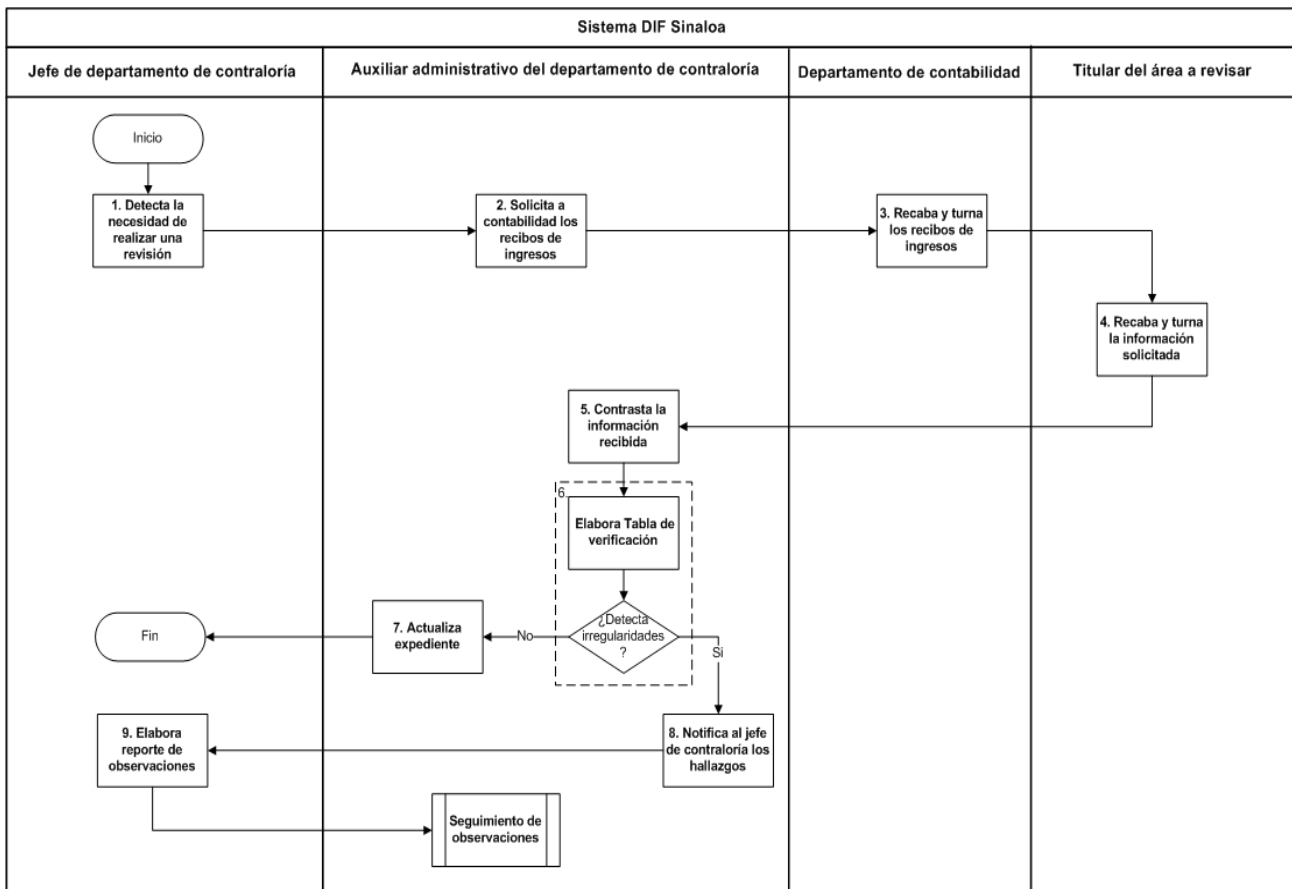 Sistema DIF Sinaloa
Jefe de departamento de contraloría
Auxiliar administrativo del departamento de contraloría
Departamento de contabilidad
Titular del área a revisar
Inicio
1. Detecta la
necesidad de
realizar una
revisión
2. Solicita a
contabilidad los
recibos de
ingresos
3. Recaba y turna
los recibos de
ingresos
4. Recaba y turna
la información
solicitada
5. Contrasta la
información
recibida
6.
Elabora Tabla de
verificación
¿Detecta
irregularidades
?
No
Si
7. Actualiza
expediente
Fin
8. Notifica al jefe
de contraloría los
hallazgos
9. Elabora
reporte de
observaciones
Seguimiento de
observaciones